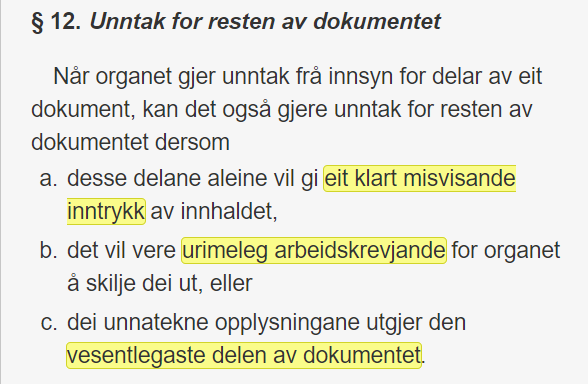 § 12. Unntak for resten av dokumentet
Når organet gjer unntak frå innsyn for delar av eit
dokument, kan det også gjere unntak for resten av
dokumentet dersom
a. desse delane aleine vil gi eit klart misvisande
inntrykk av innhaldet,
b. det vil vere urimeleg arbeidskrevjande for organet
å skilje dei ut, eller
c. dei unnatekne opplysningane utgjer den
vesentlegaste delen av dokumentet.